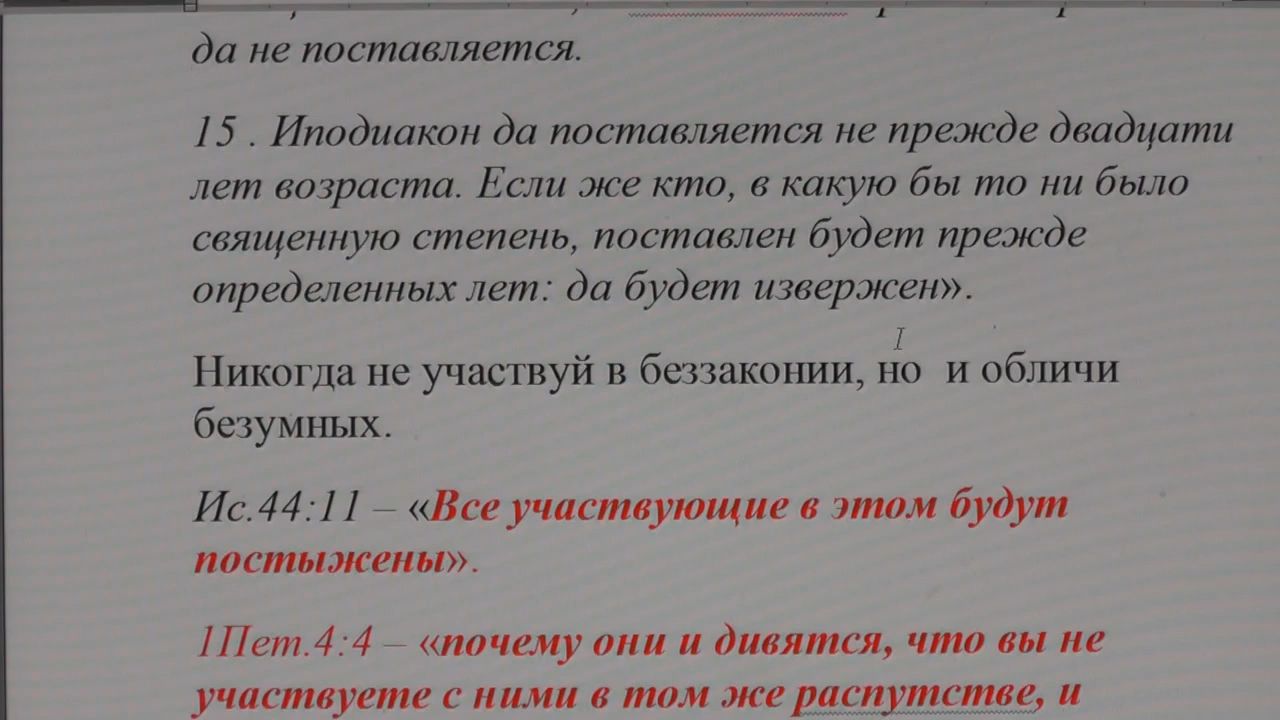 да не поставляется.
15 . Иподиакон да поставляется не прежде двадцати
лет возраста. Если же кто, в какую бы то ни было
священную степень, поставлен будет прежде
определенных лет: да будет извержен».
Никогда не участвуй в беззаконии, но  и обличи
безумных.
Ис.44:11 – «Все участвующие в этом будут
постыжены».
1Пет.4:4 – «почему они и дивятся, что вы не
участвуете с ними в том же распутстве, и